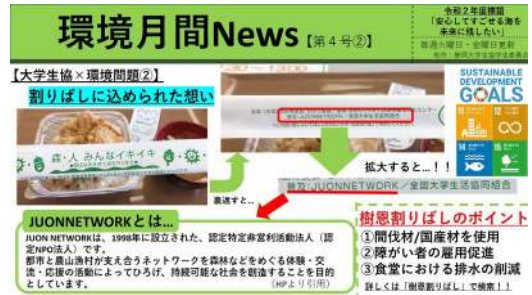 環境月間News【第4号②】
令和2年度標語
「安心してすごせる海を
未来に残したい」
毎週火曜日・金曜日更新
【大学生協×環境問題②】
割りばしに込められた想い
SUSTAINABLE
DEVELOPMENT
GOALS
森・人 みんなイキイキ
裏返すと…
拡大すると…!!
協力:JUONNETWORK/全国大学生活協同組合
JUONNETWORKとは…
JUON NETWORKは、1998年に設立された、認定特定非営利活動法人(認
定NPO法人)です。
都市と農山漁村が支え合うネットワークを森林などをめぐる体験・交
流・応援の活動によってひろげ、持続可能な社会を創造することを目的
としています。
(HPより引用)
樹恩割りばしのポイント
①間伐材/国産材を使用
②障がい者の雇用促進
③食堂における排水の削減
詳しくは「樹恩割りばし」で検索!!